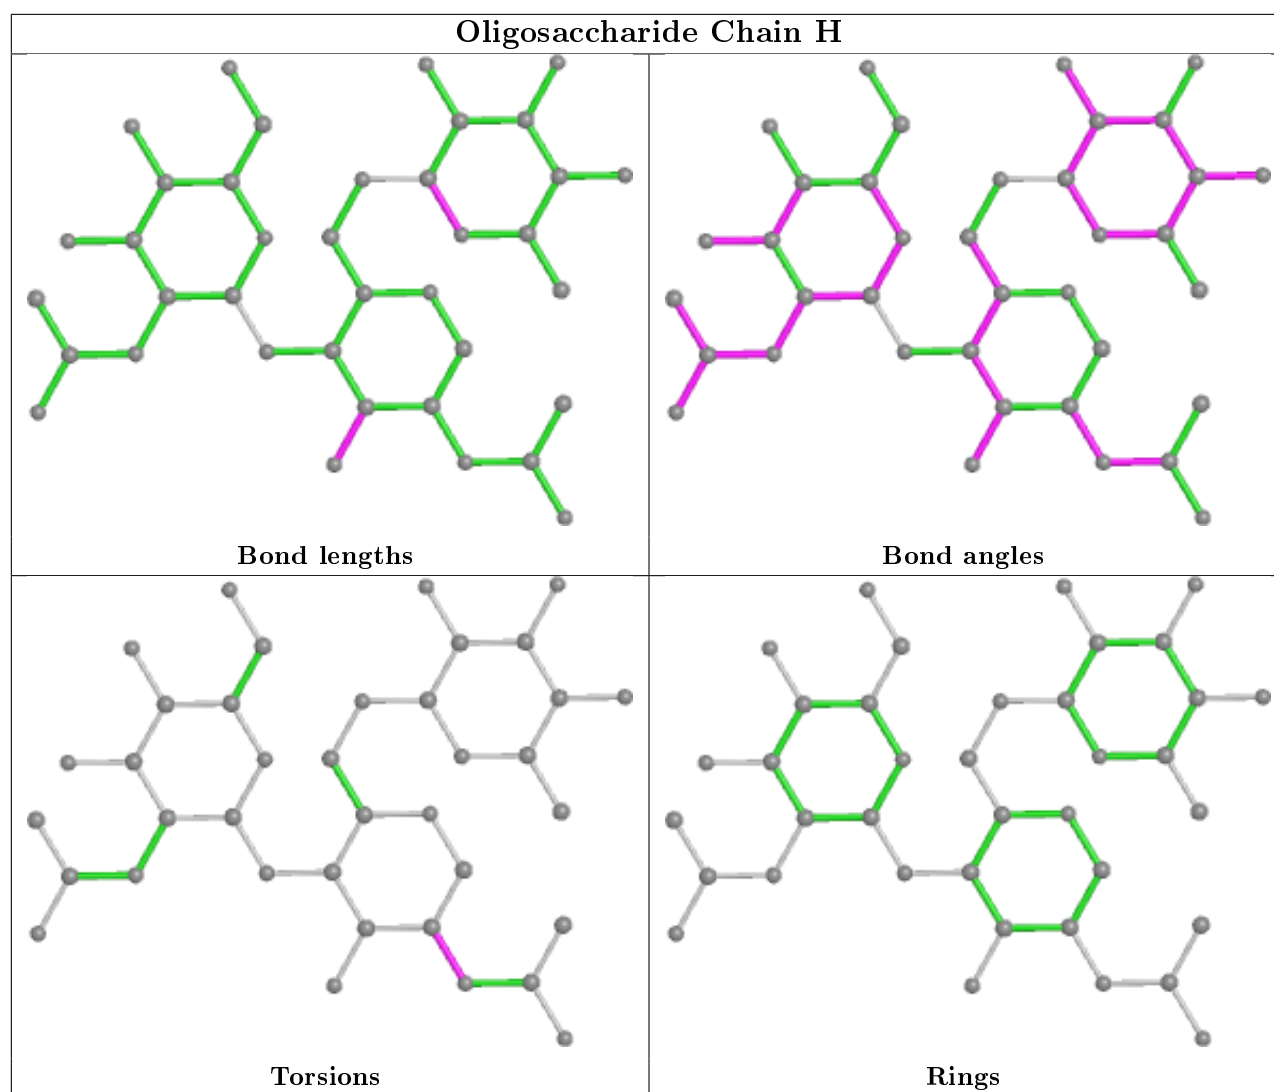 Oligosaccharide Chain H
Bond lengths
Bond angles
Torsions
Rings